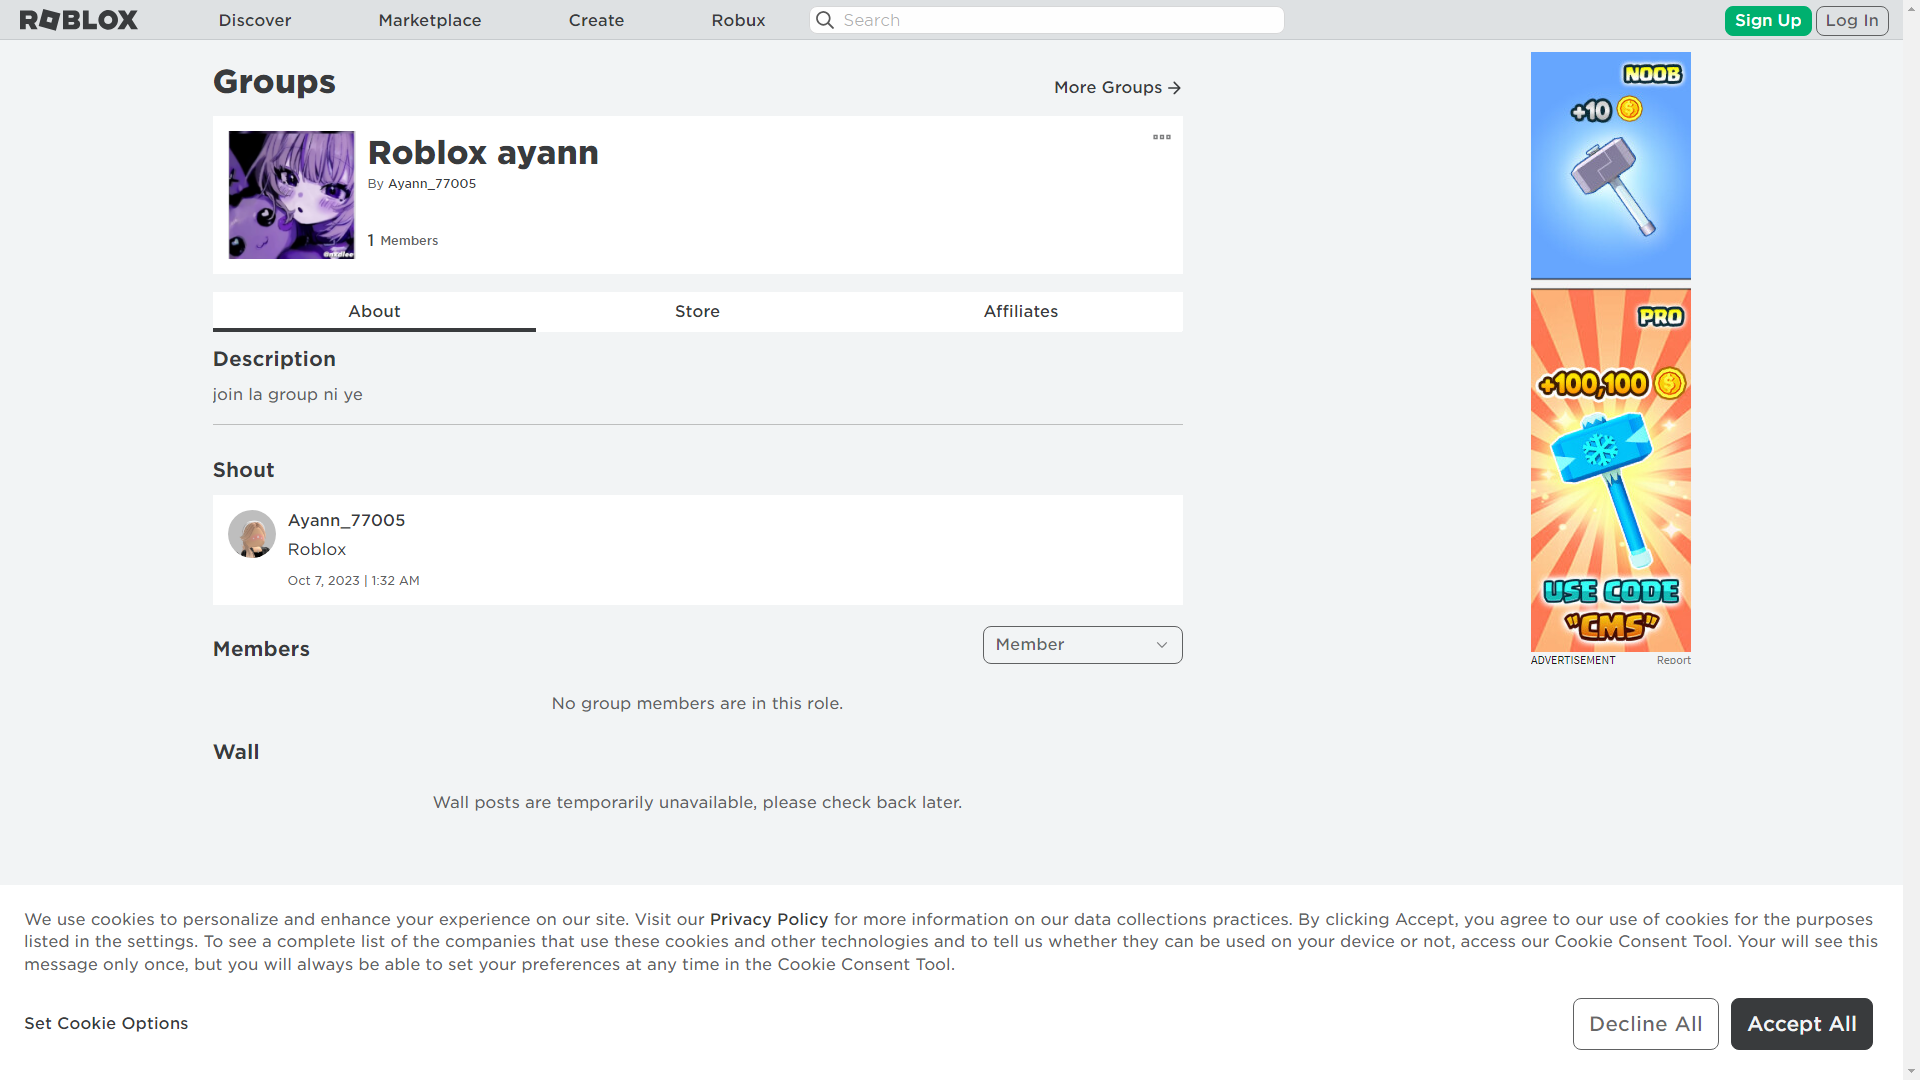 ROBLOX
Discover
Marketplace
Create
Robux
Search
Sign Up
Log In
Groups
More Groups
Roblox ayann
By Ayann_77005
1 Members
About
Store
Affiliates
Description
join la group ni ye
Shout
Ayann_77005
Roblox
Oct 7, 2023 | 1:32 AM
Members
Member
No group members are in this role.
Wall
Wall posts are temporarily unavailable, please check back later.
NOOB
+10
PRO
+100,100
USE CODE
"CMS"
ADVERTISEMENT
Report
We use cookies to personalize and enhance your experience on our site. Visit our Privacy Policy for more information on our data collections practices. By clicking Accept, you agree to our use of cookies for the purposes
listed in the settings. To see a complete list of the companies that use these cookies and other technologies and to tell us whether they can be used on your device or not, access our Cookie Consent Tool. Your will see this
message only once, but you will always be able to set your preferences at any time in the Cookie Consent Tool.
Set Cookie Options
Decline All
Accept All